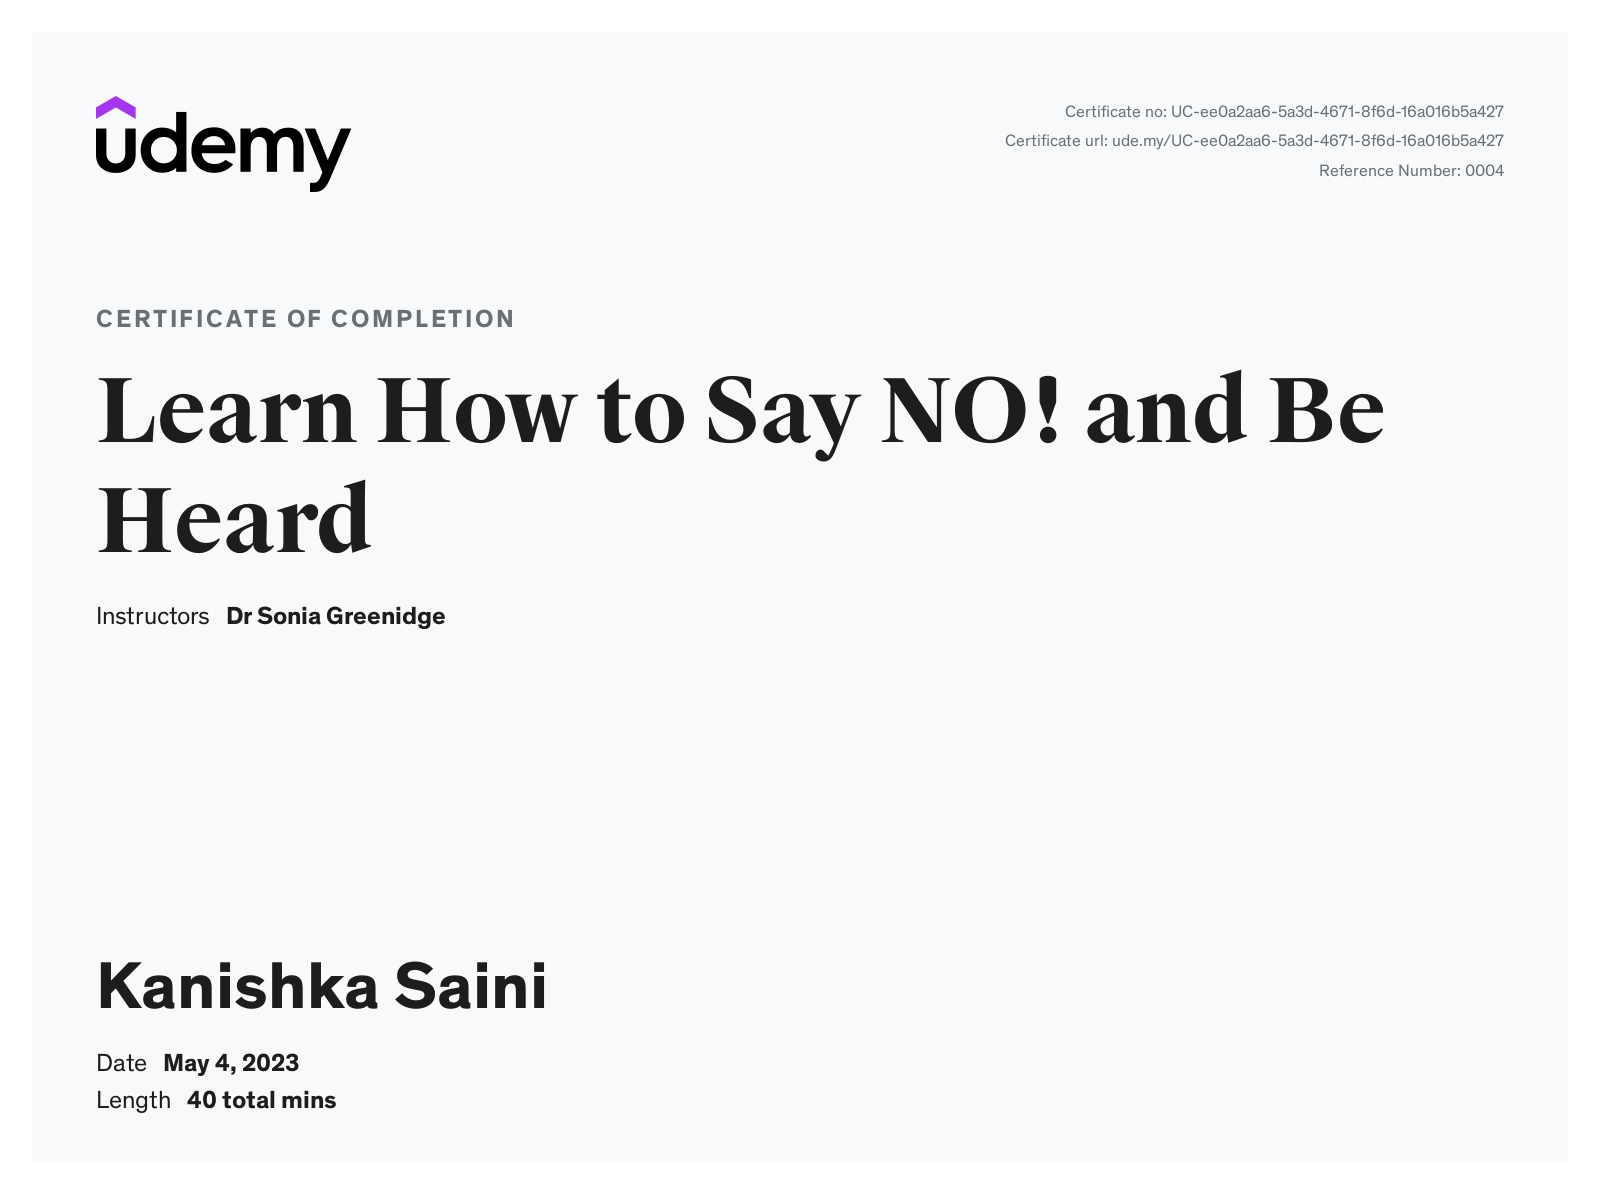 udemy
Certificate no: UC-ee0a2aa6-5a3d-4671-8f6d-16a016b5a427
Certificate url: ude.my/UC-ee0a2aa6-5a3d-4671-8f6d-16a016b5a427
Reference Number: 0004
CERTIFICATE OF COMPLETION
Learn How to Say NO! and Be
Heard
Instructors Dr Sonia Greenidge
Kanishka Saini
Date May 4, 2023
Length 40 total mins